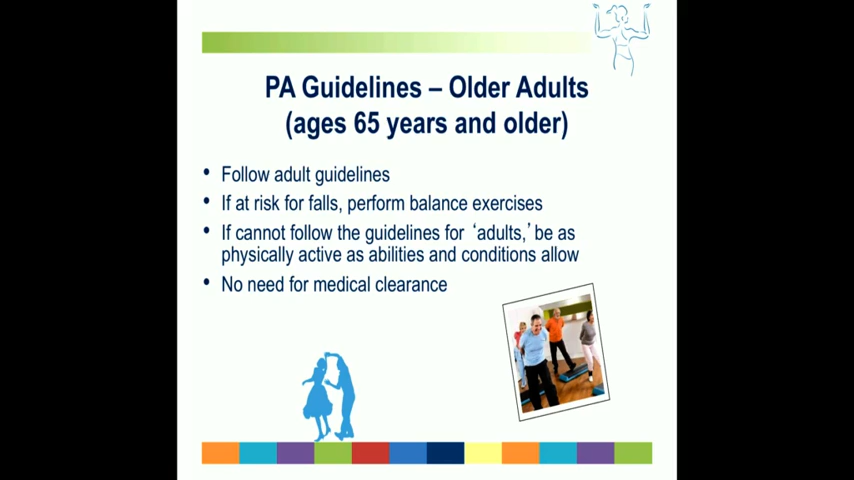 PA Guidelines – Older Adults
(ages 65 years and older)
• Follow adult guidelines
• If at risk for falls, perform balance exercises
• If cannot follow the guidelines for ‘adults,’ be as
physically active as abilities and conditions allow
• No need for medical clearance